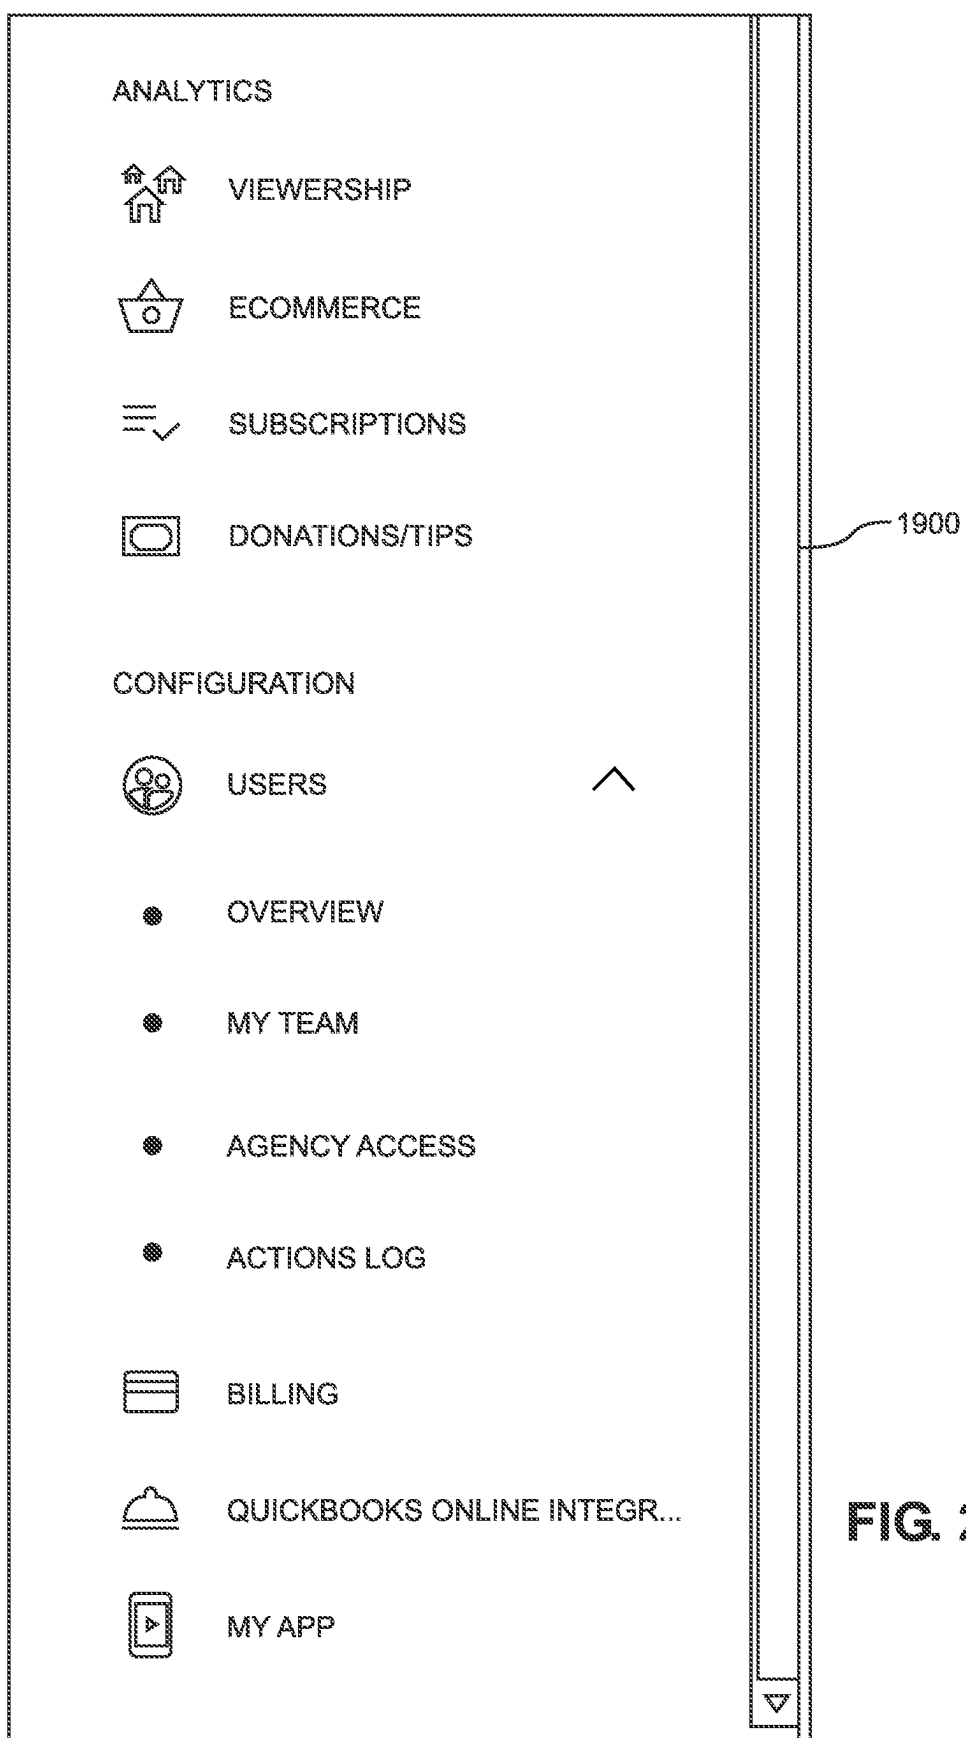 ANALYTICS
VIEWERSHIP
ECOMMERCE
SUBSCRIPTIONS
DONATIONS/TIPS
1900
CONFIGURATION
USERS
OVERVIEW
MY TEAM
AGENCY ACCESS
ACTIONS LOG
BILLING
QUICKBOOKS ONLINE INTEGR...
FIG.
MY APP